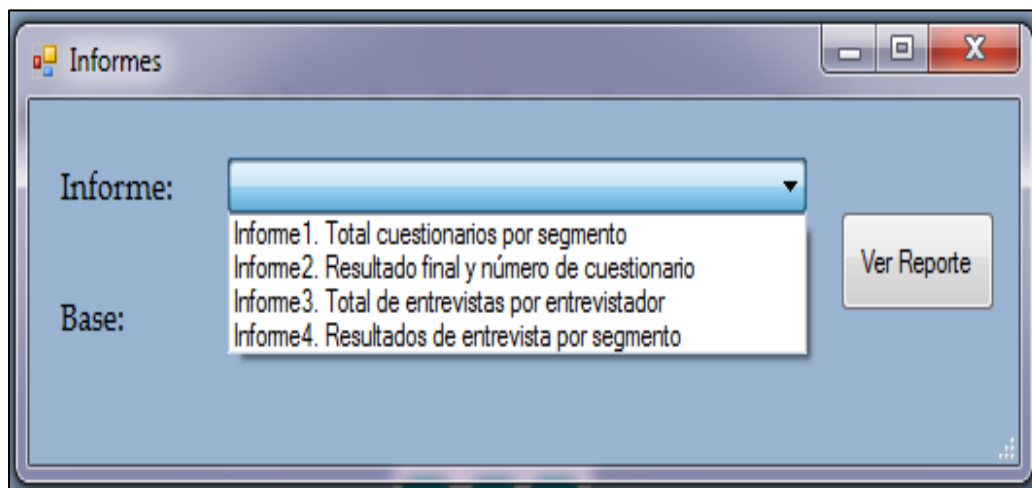 Informes
Informe:
Informe1. Total cuestionarios por segmento
Informe2. Resultado final y número de cuestionario
Informe3. Total de entrevistas por entrevistador
Informe4. Resultados de entrevista por segmento
Ver Reporte
Base: